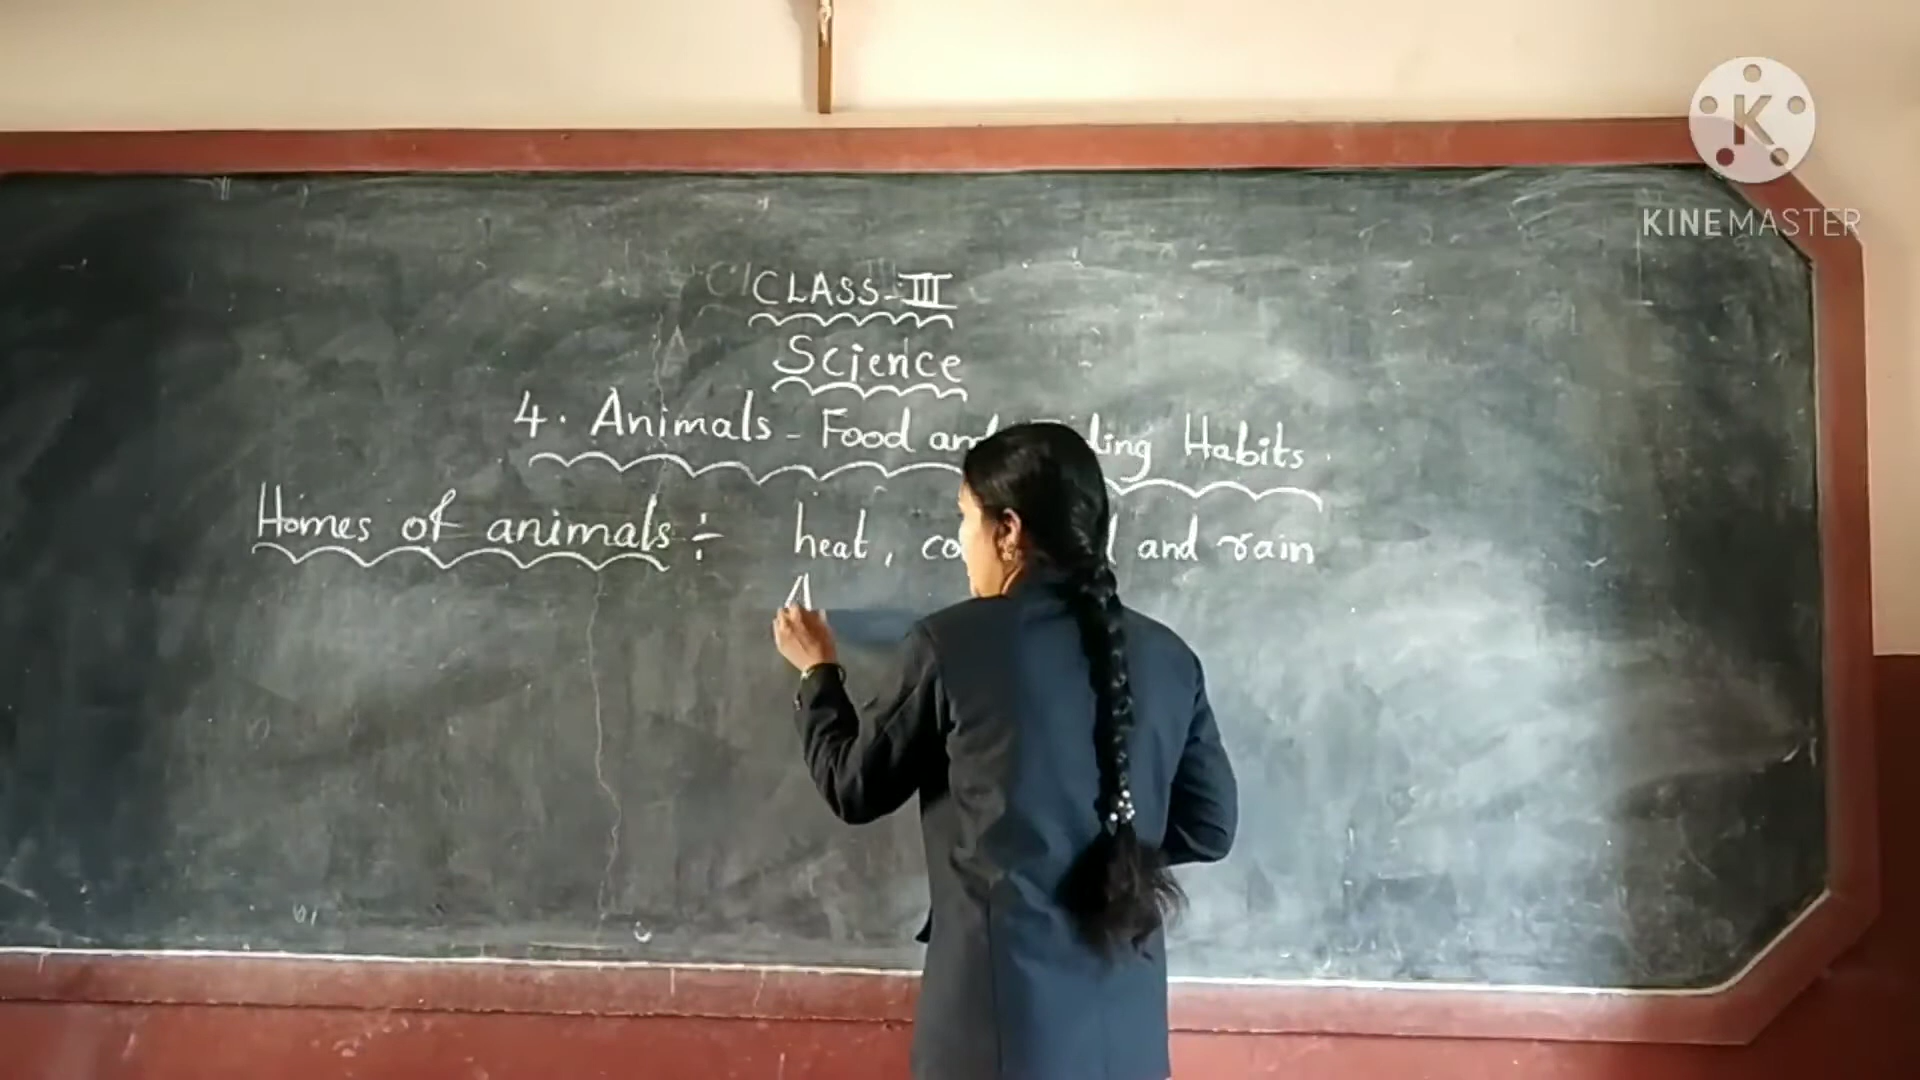 CLASS-III
Science
4. Animals - Food and Habits.
Homes of animals ÷ heat, and rain
A
K
KINEMASTER